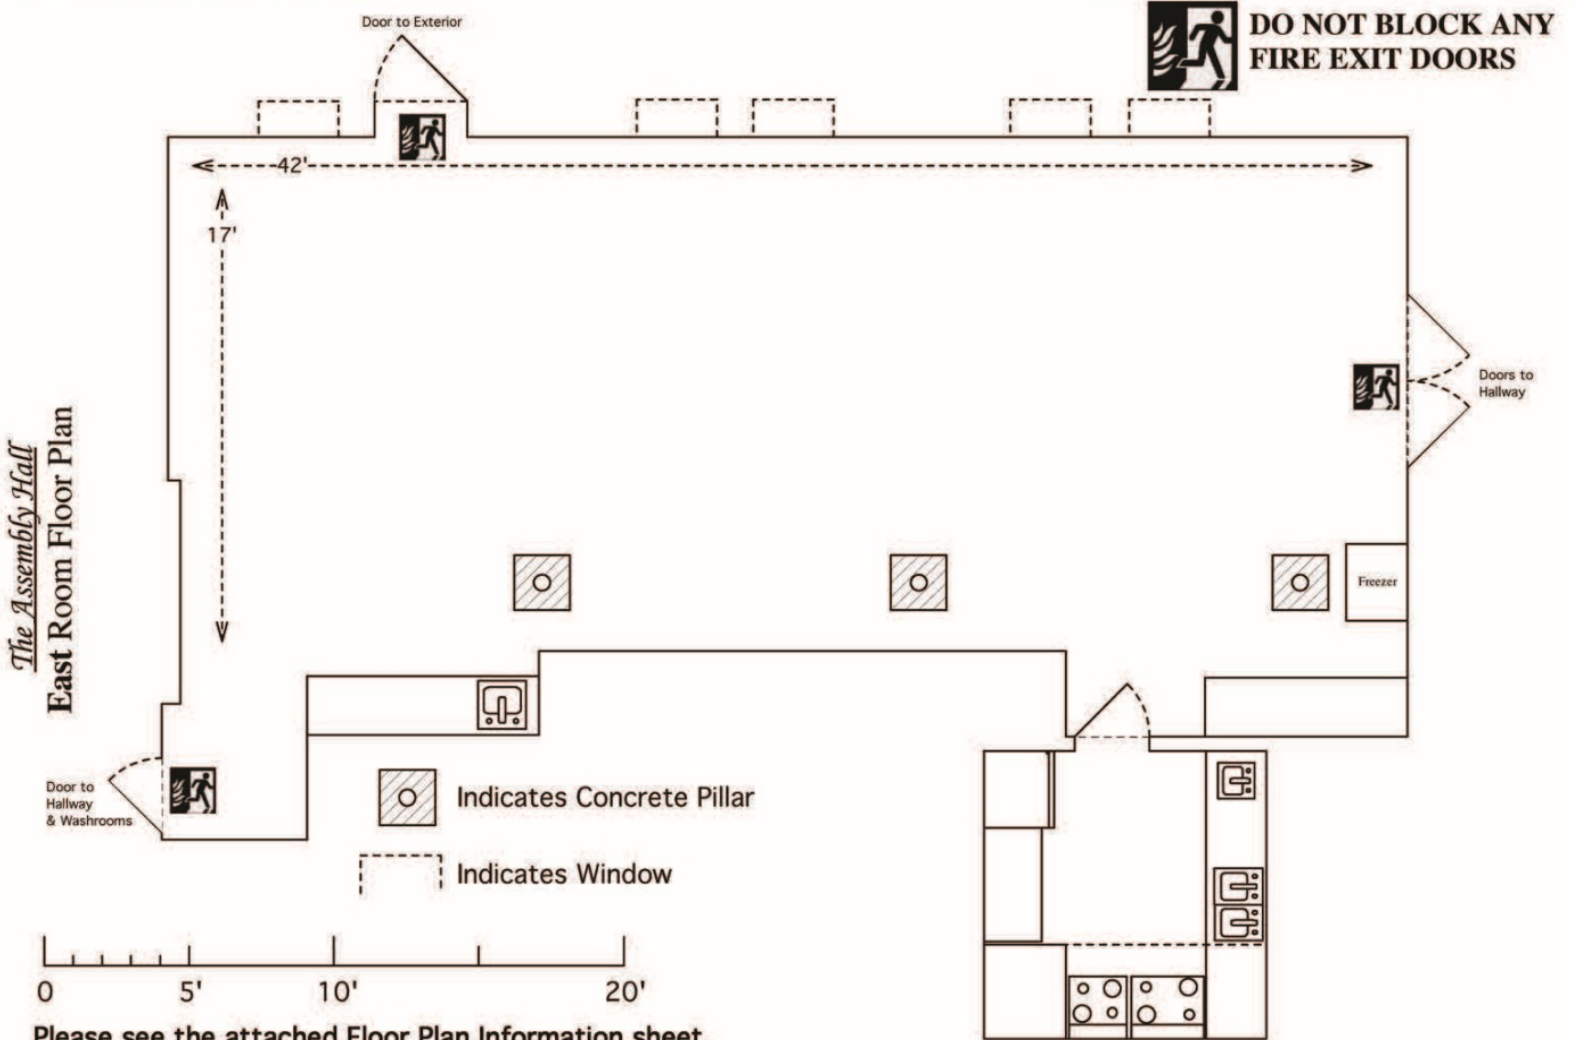 Door to Exterior
DO NOT BLOCK ANY
FIRE EXIT DOORS
42'
17'
Doors to
Hallway
The Assembly Hall
East Room Floor Plan
Freezer
Door to
Hallway
& Washrooms
Indicates Concrete Pillar
Indicates Window
0 5' 10' 20'
Please see the attached Floor Plan Information sheet